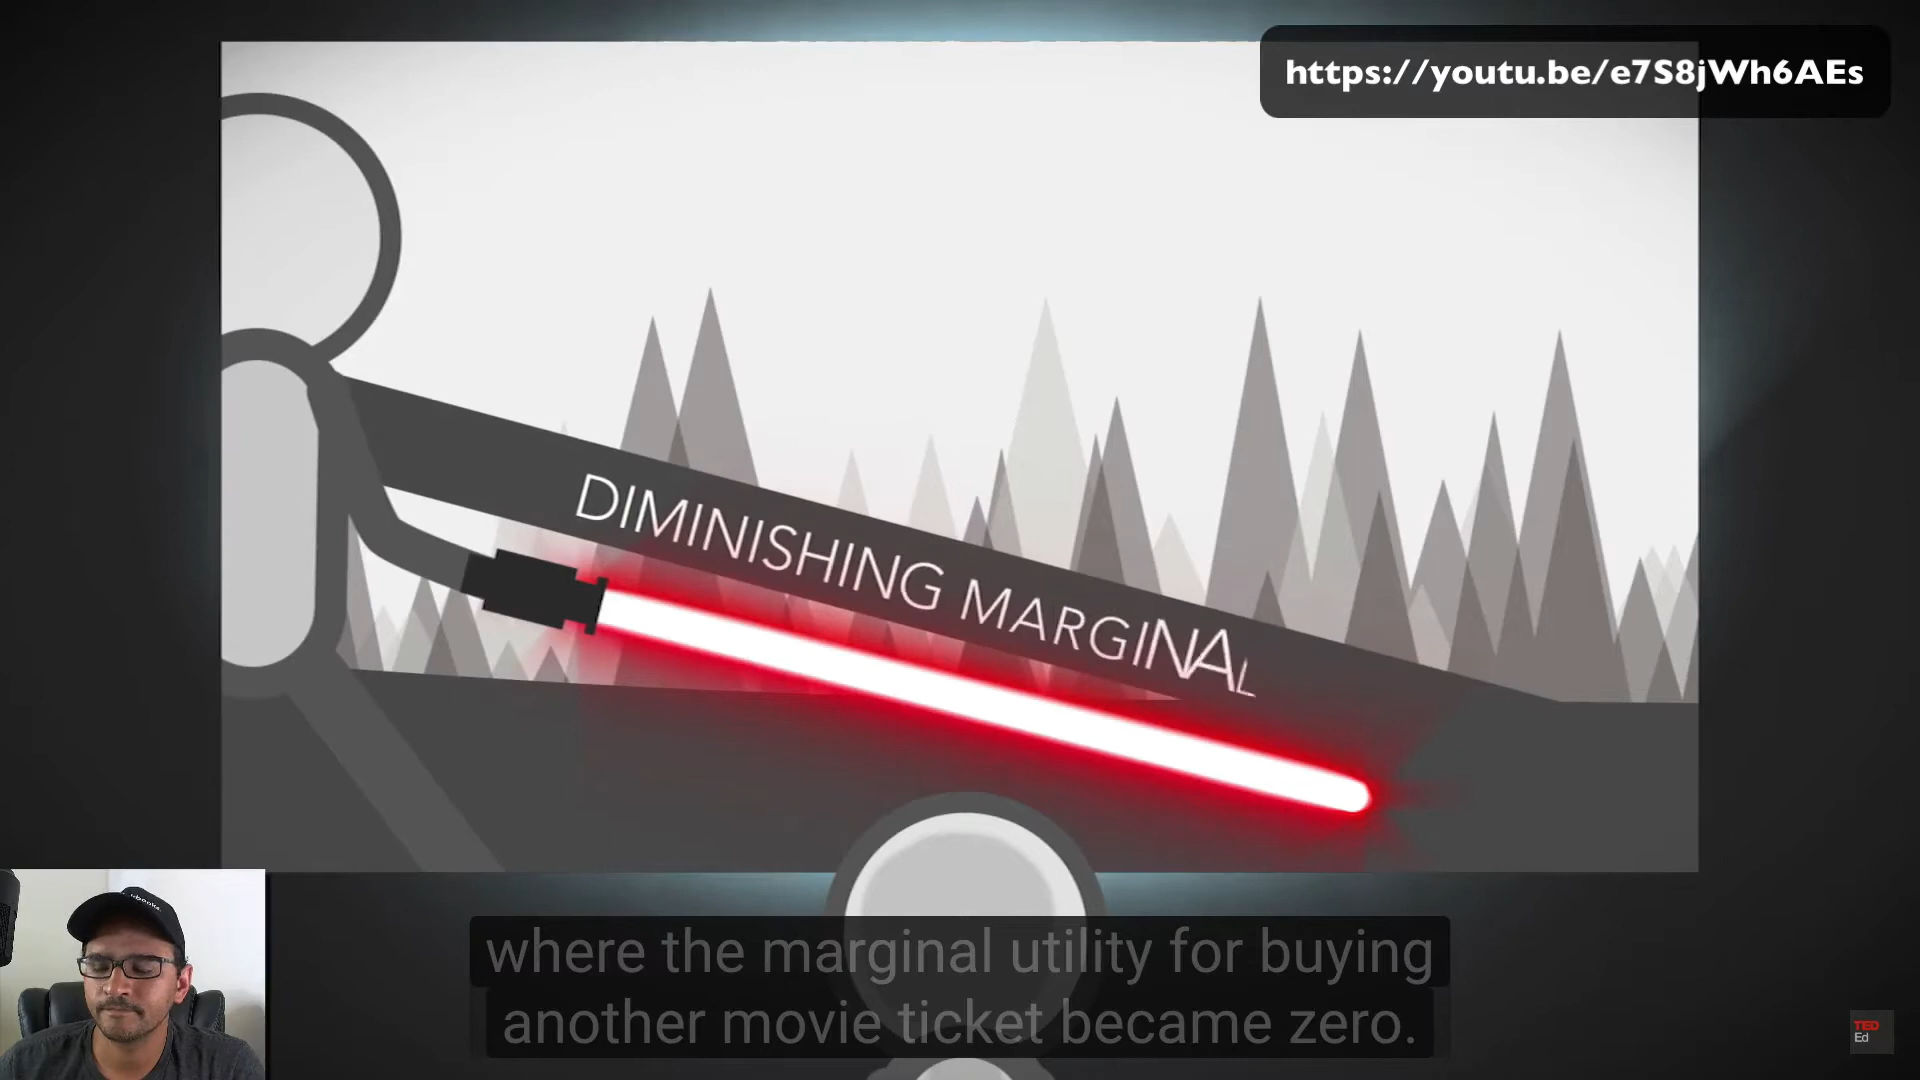 https://youtu.be/e7S8jWh6AEs
DIMINISHING MARGINAL
where the marginal utility for buying
another movie ticket became zero.
TED
Ed